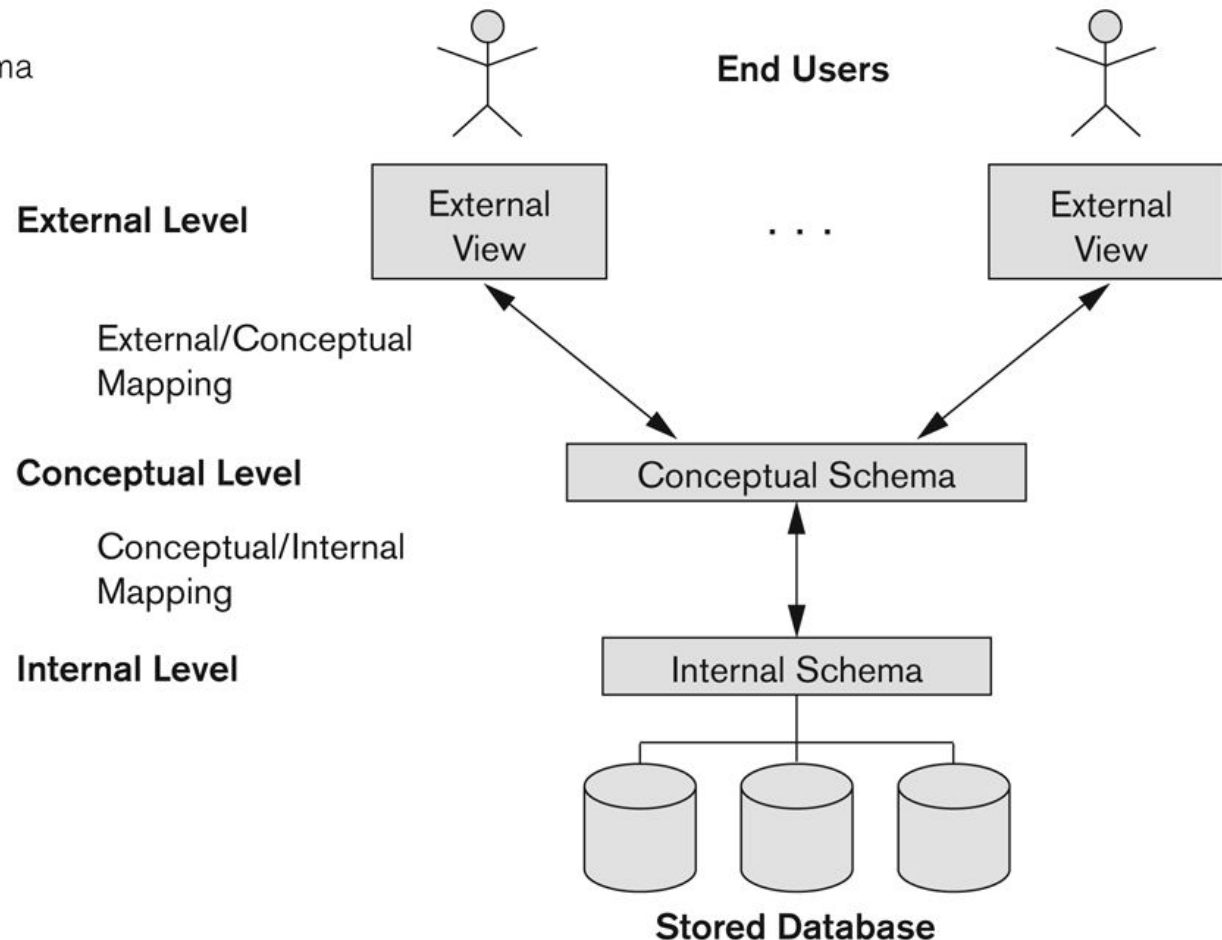 End Users
External Level
External
View
. . .
External
View
External/Conceptual
Mapping
Conceptual Level
Conceptual Schema
Conceptual/Internal
Mapping
Internal Level
Internal Schema
Stored Database